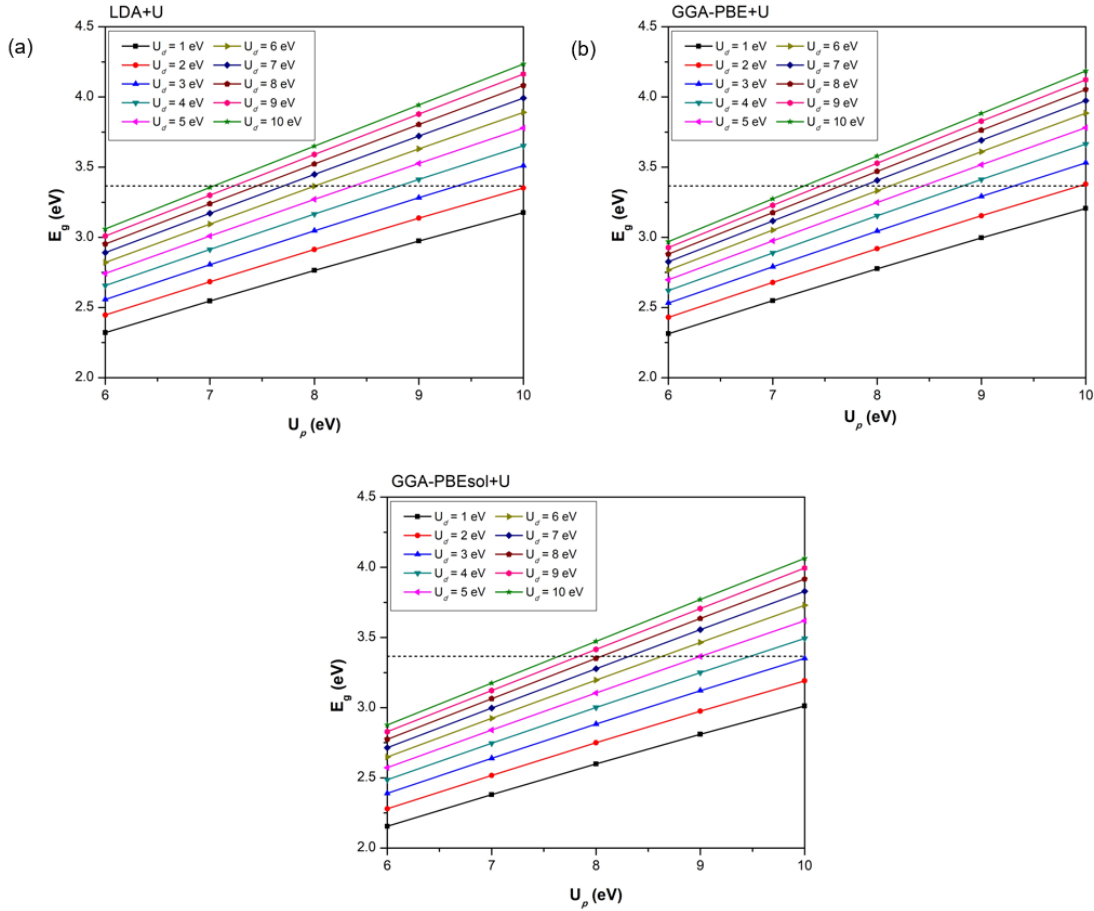 LDA+U
(a)
U_d = 1 eV U_d = 6 eV
U_d = 2 eV U_d = 7 eV
U_d = 3 eV U_d = 8 eV
U_d = 4 eV U_d = 9 eV
U_d = 5 eV U_d = 10 eV
E_g (eV)
4.5
4.0
3.5
3.0
2.5
2.0
6 7 8 9 10
U_p (eV)
GGA-PBE+U
(b)
U_d = 1 eV U_d = 6 eV
U_d = 2 eV U_d = 7 eV
U_d = 3 eV U_d = 8 eV
U_d = 4 eV U_d = 9 eV
U_d = 5 eV U_d = 10 eV
E_g (eV)
4.5
4.0
3.5
3.0
2.5
2.0
6 7 8 9 10
U_p (eV)
GGA-PBEsol+U
U_d = 1 eV U_d = 6 eV
U_d = 2 eV U_d = 7 eV
U_d = 3 eV U_d = 8 eV
U_d = 4 eV U_d = 9 eV
U_d = 5 eV U_d = 10 eV
E_g (eV)
4.5
4.0
3.5
3.0
2.5
2.0
6 7 8 9 10
U_p (eV)